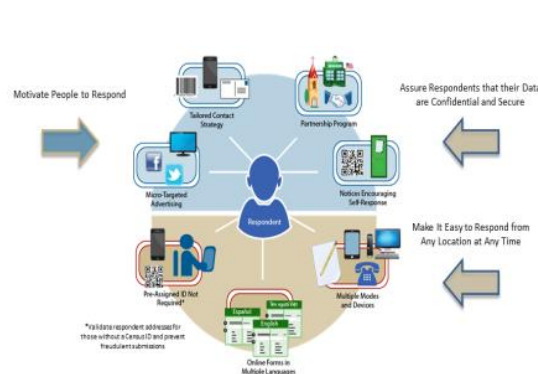 Motivate People to Respond
Assure Respondents that their Data
are Confidential and Secure
Tailored Contact
Strategy
Partnership Program
Micro-Targeted
Advertising
Respondent
Notices Encouraging
Self-Response
Make It Easy to Respond from
Any Location at Any Time
Pre-Assigned ID Not
Required*
Multiple Modes
and Devices
*Validate respondent addresses for
those without a Census ID and prevent
fraudulent submissions
Español
English
Online Forms in
Multiple Languages